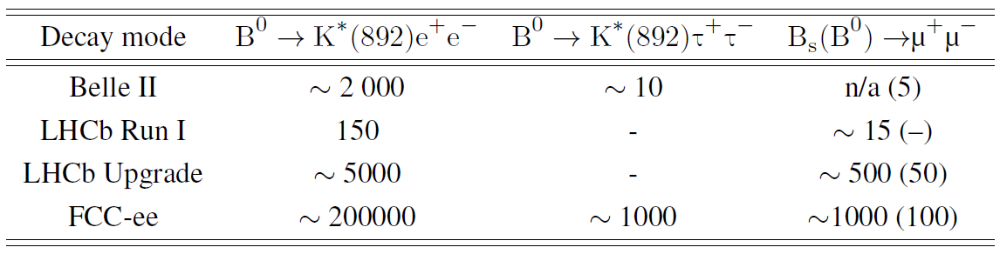 Decay mode B⁰ → K*(892)e⁺e⁻ B⁰ → K*(892)τ⁺τ⁻ Bₛ(B⁰) →μ⁺μ⁻
Belle II ∼ 2 000 ∼ 10 n/a (5)
LHCb Run I 150 - ∼ 15 (–)
LHCb Upgrade ∼ 5000 - ∼ 500 (50)
FCC-ee ∼ 200000 ∼ 1000 ∼1000 (100)